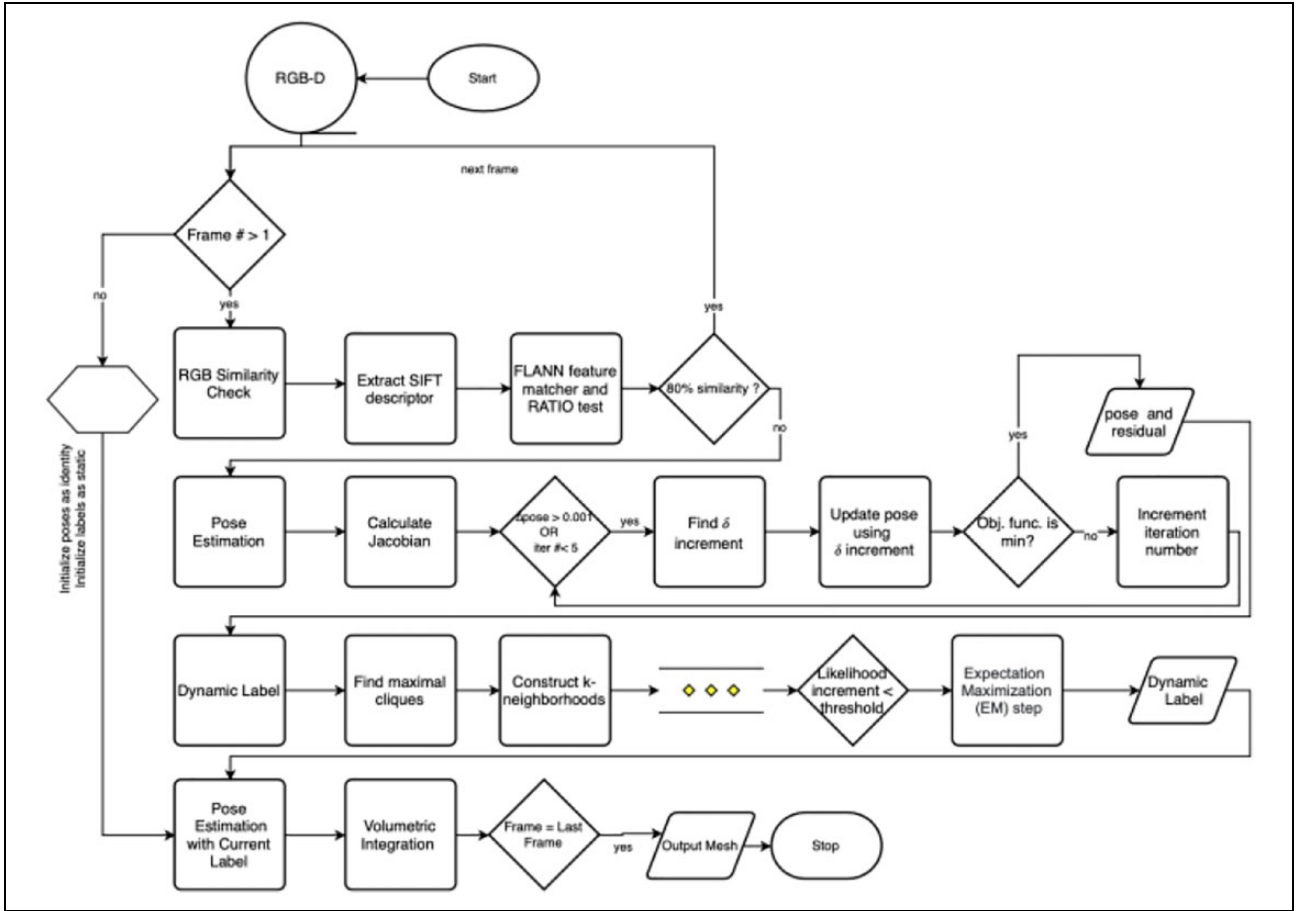 RGB-D
Start
next frame
Frame # > 1
no
yes
yes
RGB Similarity
Check
Extract SIFT
descriptor
FLANN feature
matcher and
RATIO test
80% similarity ?
no
yes
pose and
residual
Initialize poses as identity
Initialize labels as static
Pose
Estimation
Calculate
Jacobian
Δpose > 0.001
OR
iter #< 5
yes
Find δ
increment
Update pose
using
δ increment
Obj. func. is
min?
no
Increment
iteration
number
Dynamic Label
Find maximal
cliques
Construct k-
neighborhoods
Likelihood
increment <
threshold
Expectation
Maximization
(EM) step
Dynamic
Label
Pose
Estimation
with Current
Label
Volumetric
Integration
Frame = Last
Frame
yes
Output Mesh
Stop